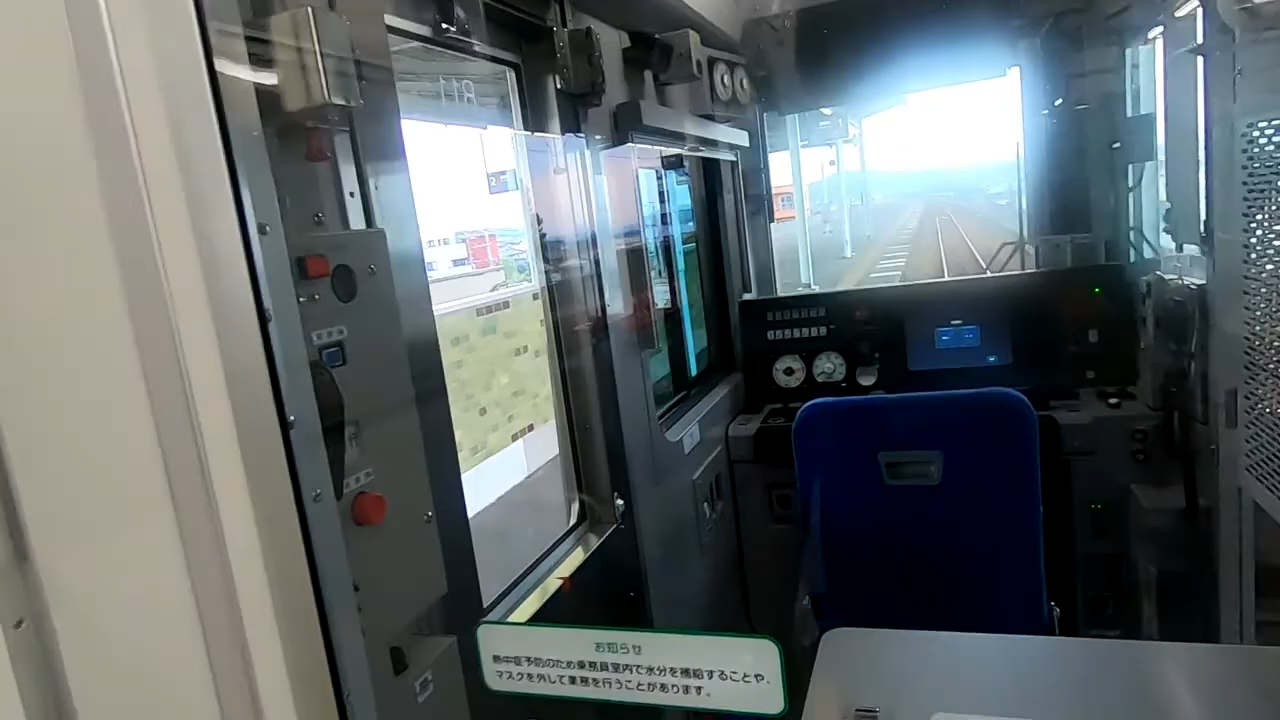 お知らせ
熱中症予防のため乗務員室内で水分を補給することや、
マスクを外して業務を行うことがあります。